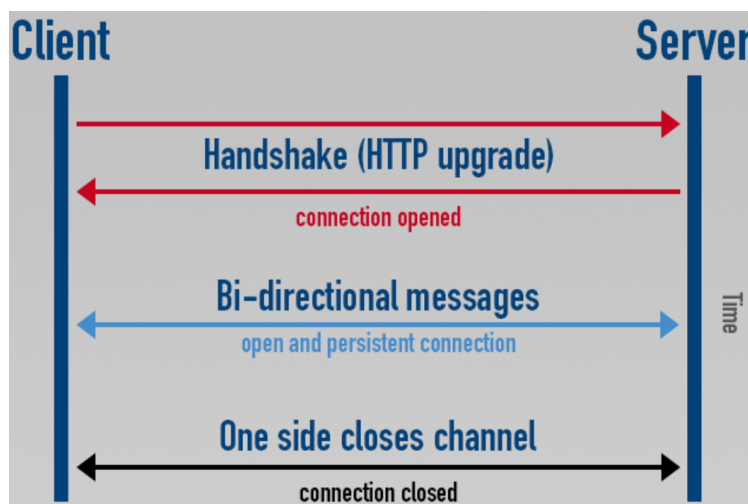 Client
Server
Handshake (HTTP upgrade)
connection opened
Bi-directional messages
open and persistent connection
Time
One side closes channel
connection closed